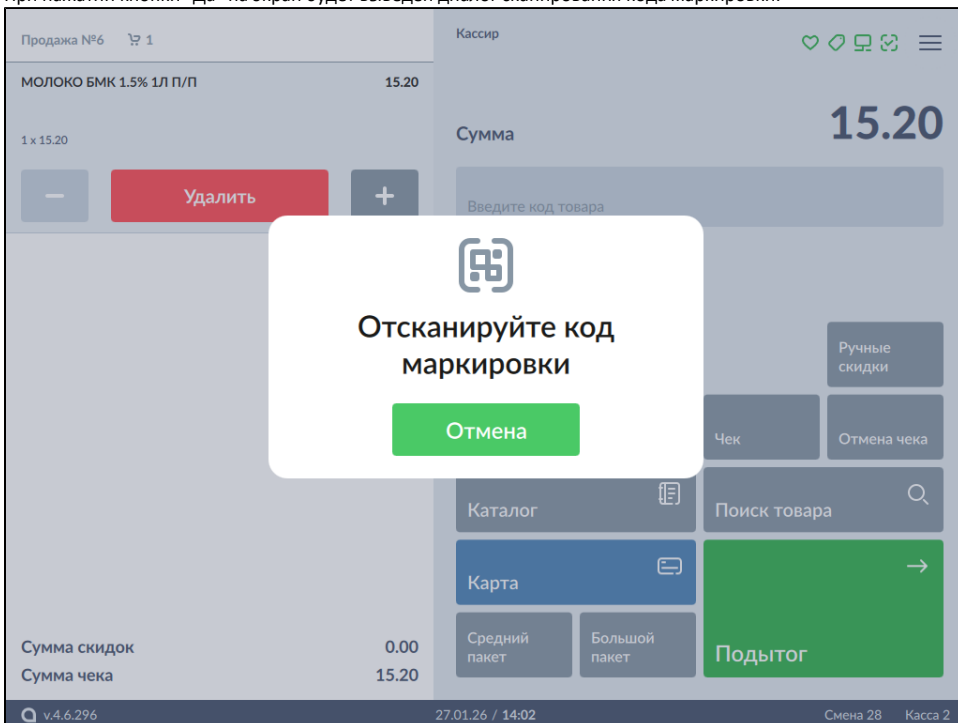 при нажатии кнопки "Да" на экран будет выведен диалог сканирования кода маркировки:
Продажа №6 1
МОЛОКО БМК 1.5% 1Л П/П 15.20
1 x 15.20
Удалить
Кассир
Сумма 15.20
Введите код товара
Отсканируйте код
маркировки
Отмена
Ручные
скидки
Чек
Отмена чека
Каталог
Поиск товара
Карта
Средний
пакет
Большой
пакет
Подытог
Сумма скидок 0.00
Сумма чека 15.20
v.4.6.296 27.01.26 / 14:02 Смена 28 Касса 2